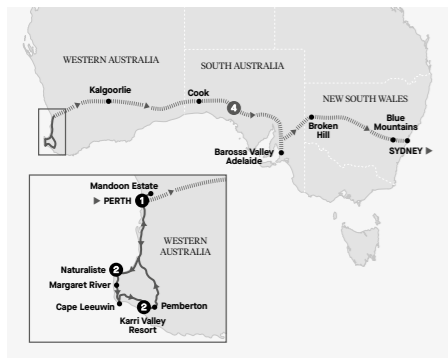 WESTERN AUSTRALIA
SOUTH AUSTRALIA
Kalgoorlie
Cook
4
NEW SOUTH WALES
Broken
Hill
Blue
Mountains
SYDNEY
Barossa Valley
Adelaide
Mandoon Estate
PERTH
1
WESTERN
AUSTRALIA
Naturaliste
2
Margaret River
Cape Leeuwin
2
Pemberton
Karri Valley
Resort